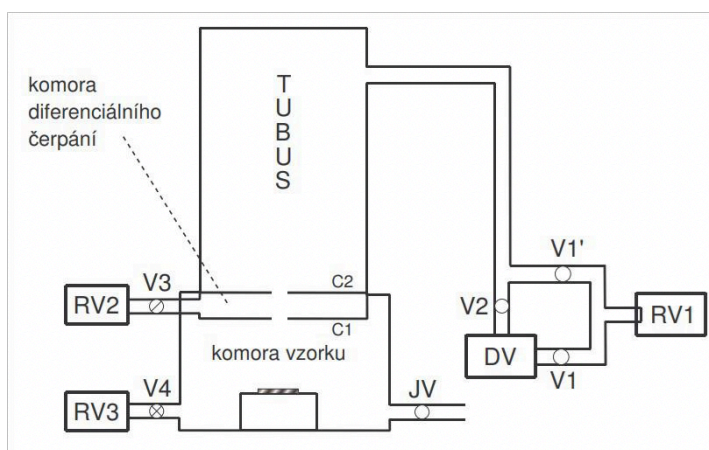 komora
diferenciálního
čerpání
T
U
B
U
S
V3
RV2
C2
C1
komora vzorku
V4
RV3
JV
V1'
V2
RV1
DV
V1